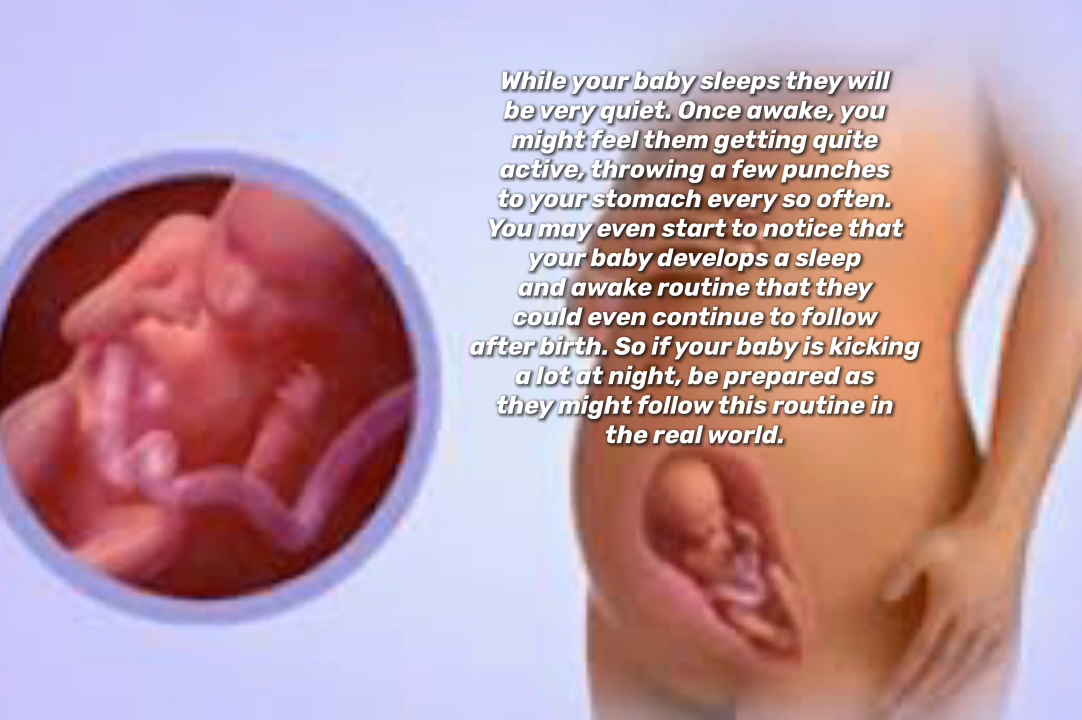 While your baby sleeps they will
be very quiet. Once awake, you
might feel them getting quite
active, throwing a few punches
to your stomach every so often.
You may even start to notice that
your baby develops a sleep
and awake routine that they
could even continue to follow
after birth. So if your baby is kicking
a lot at night, be prepared as
they might follow this routine in
the real world.